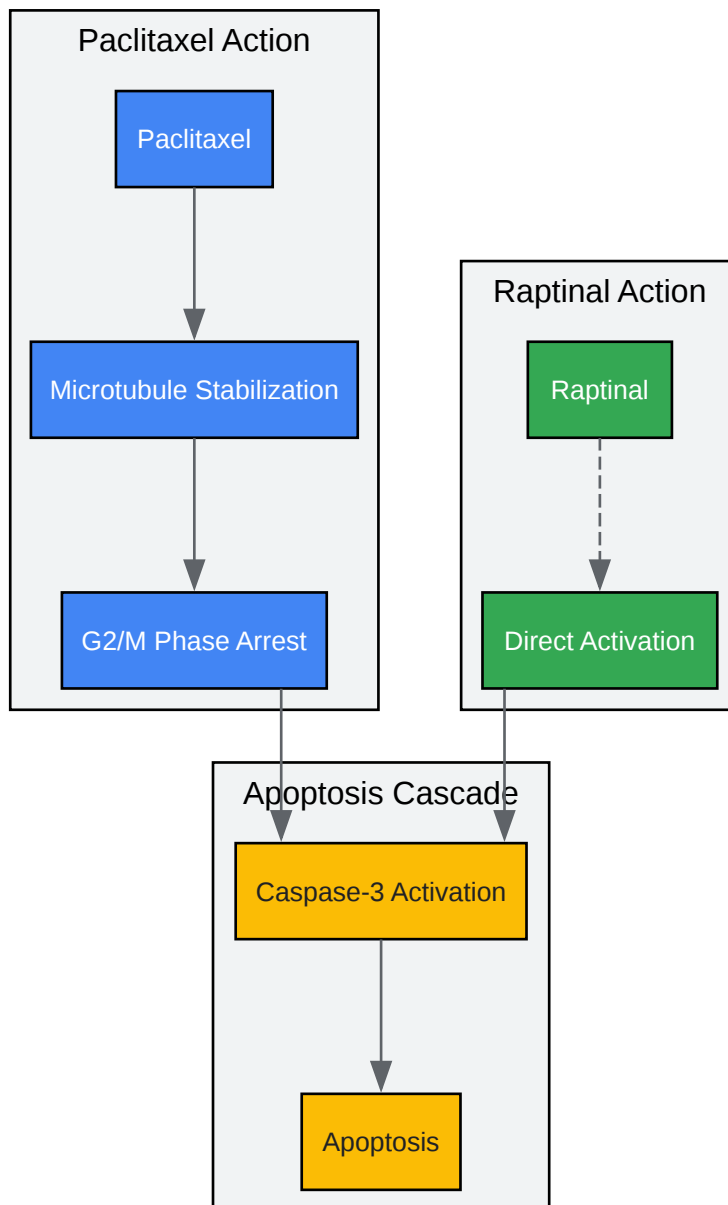 Paclitaxel Action
Paclitaxel
Microtubule Stabilization
G2/M Phase Arrest
Raptinal Action
Raptinal
Direct Activation
Apoptosis Cascade
Caspase-3 Activation
Apoptosis